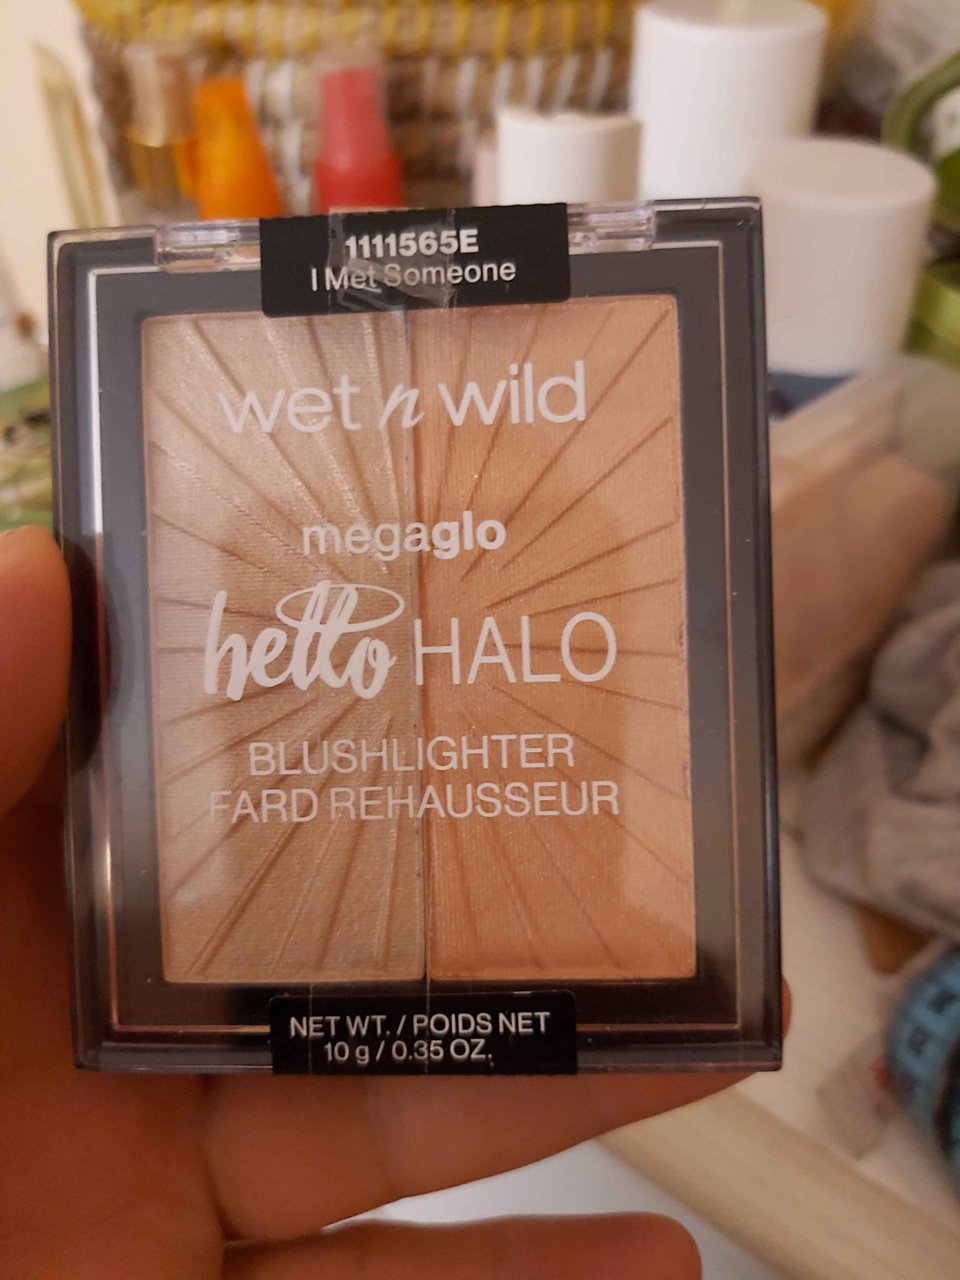 1111565E
I Met Someone
wet n wild
megaglo
hello HALO
BLUSHLIGHTER
FARD REHAUSSEUR
NET WT. / POIDS NET
10 g / 0.35 OZ.